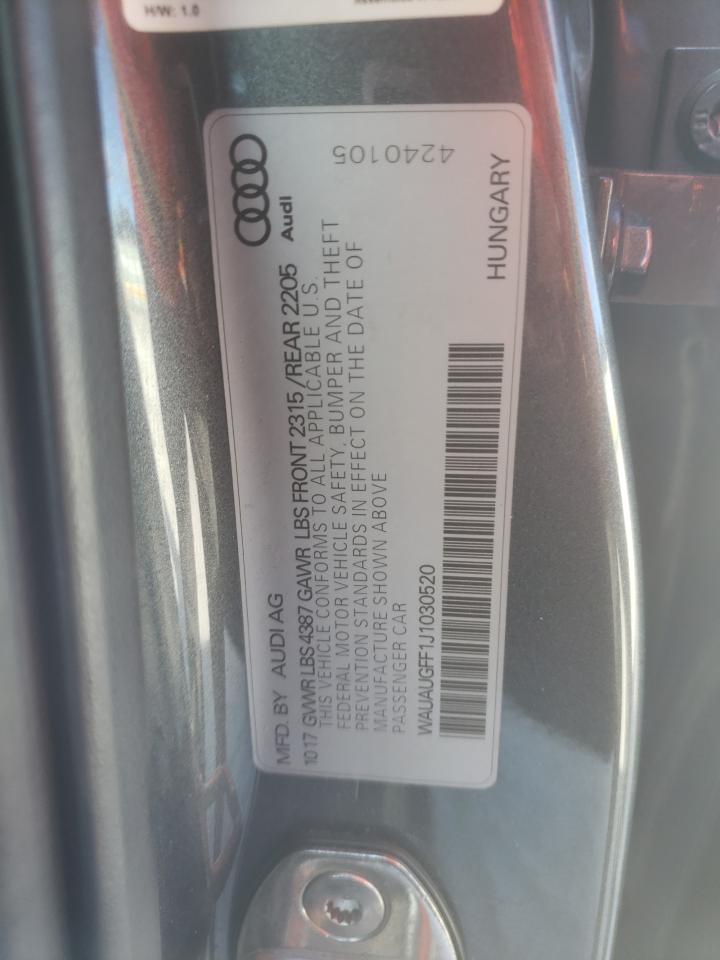 H/W: 1.0
Audi
4240105
MFD. BY AUDI AG
1017 GVWR LBS 4387 GAWR LBS FRONT 2315 / REAR 2205
THIS VEHICLE CONFORMS TO ALL APPLICABLE U.S.
FEDERAL MOTOR VEHICLE SAFETY, BUMPER AND THEFT
PREVENTION STANDARDS IN EFFECT ON THE DATE OF
MANUFACTURE SHOWN ABOVE
PASSENGER CAR
WAUAUGFF1J1030520
HUNGARY